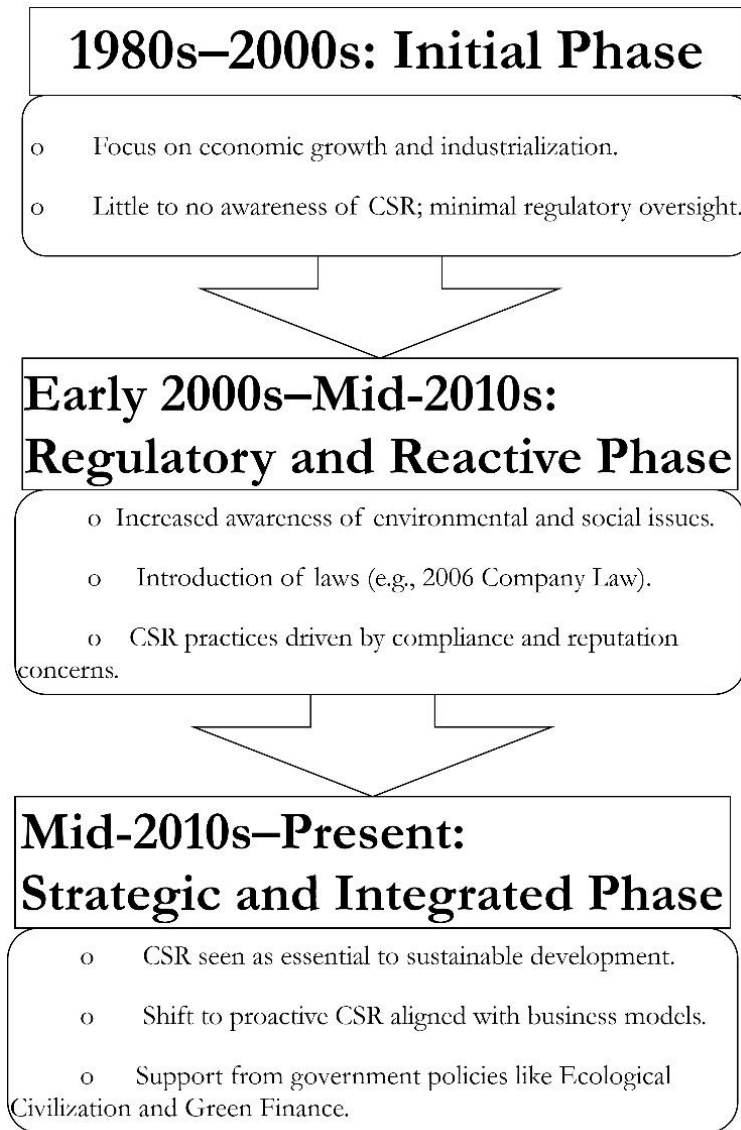 1980s–2000s: Initial Phase
o Focus on economic growth and industrialization.
o Little to no awareness of CSR; minimal regulatory oversight.
Early 2000s–Mid-2010s:
Regulatory and Reactive Phase
o Increased awareness of environmental and social issues.
o Introduction of laws (e.g., 2006 Company Law).
o CSR practices driven by compliance and reputation
concerns.
Mid-2010s–Present:
Strategic and Integrated Phase
o CSR seen as essential to sustainable development.
o Shift to proactive CSR aligned with business models.
o Support from government policies like Ecological
Civilization and Green Finance.